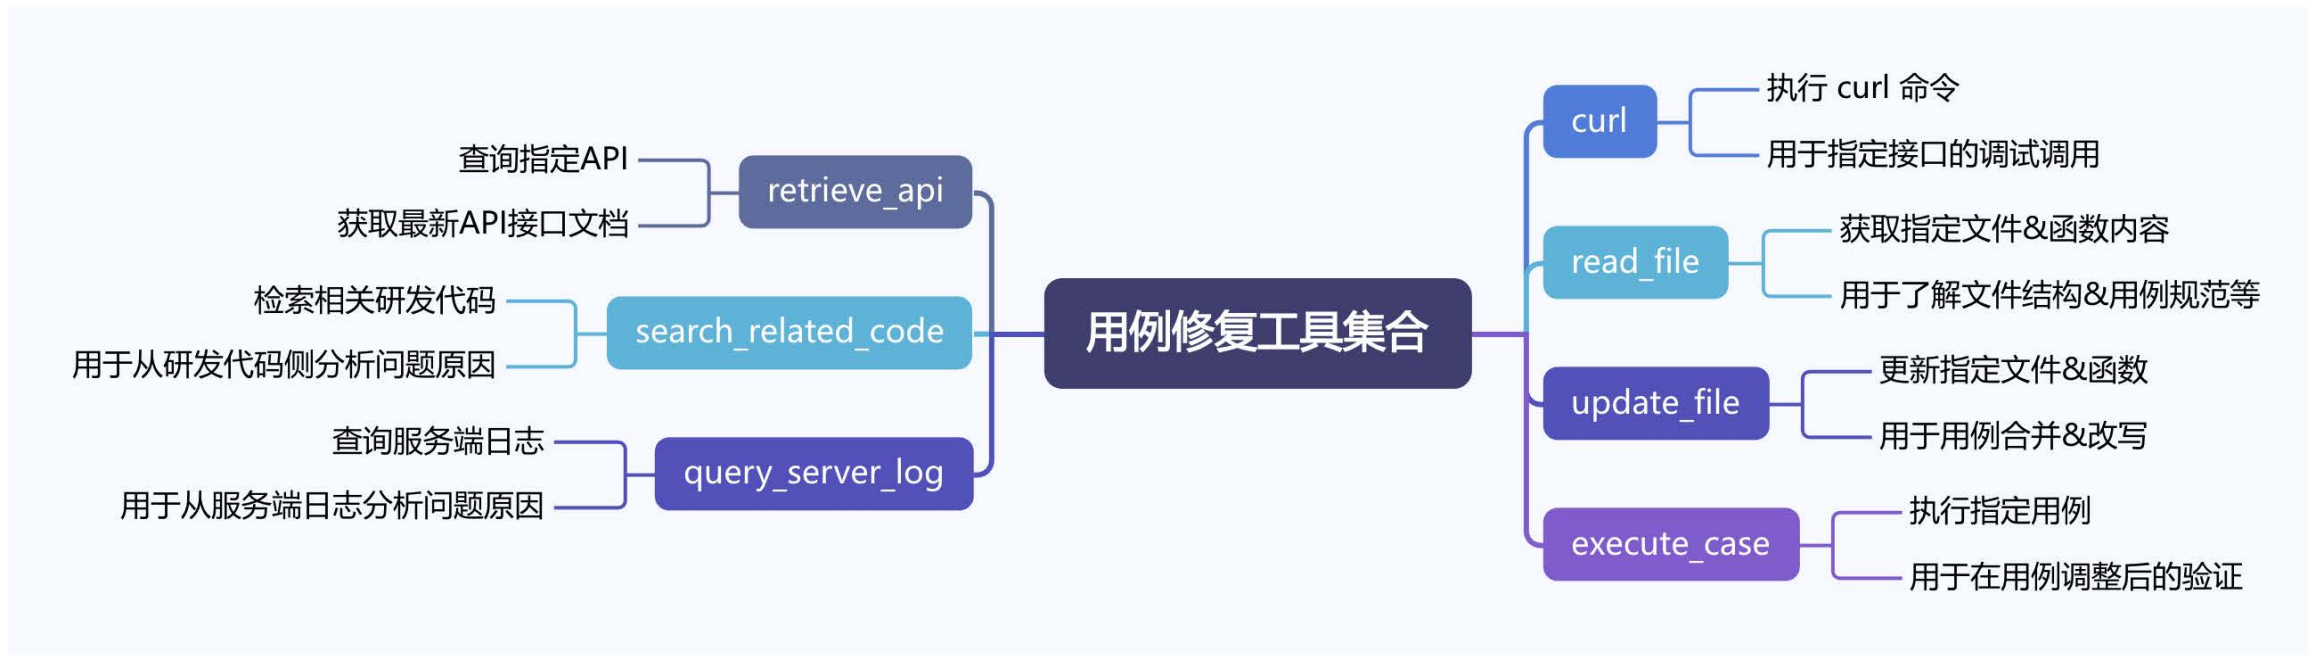 用例修复工具集合
curl
执行 curl 命令
用于指定接口的调试调用
read_file
获取指定文件&函数内容
用于了解文件结构&用例规范等
update_file
更新指定文件&函数
用于用例合并&改写
execute_case
执行指定用例
用于在用例调整后的验证
retrieve_api
查询指定API
获取最新API接口文档
search_related_code
检索相关研发代码
用于从研发代码侧分析问题原因
query_server_log
查询服务端日志
用于从服务端日志分析问题原因